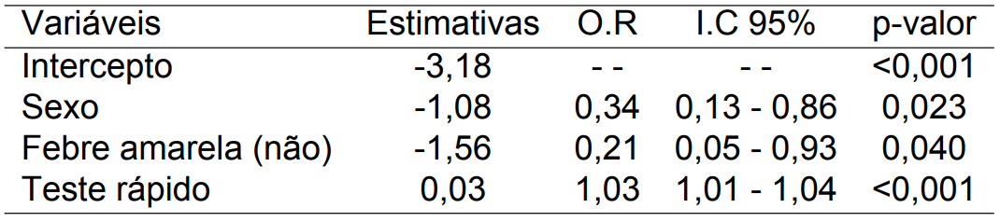 Variáveis Estimativas O.R I.C 95% p-valor
Intercepto -3,18 - - - - <0,001
Sexo -1,08 0,34 0,13 - 0,86 0,023
Febre amarela (não) -1,56 0,21 0,05 - 0,93 0,040
Teste rápido 0,03 1,03 1,01 - 1,04 <0,001